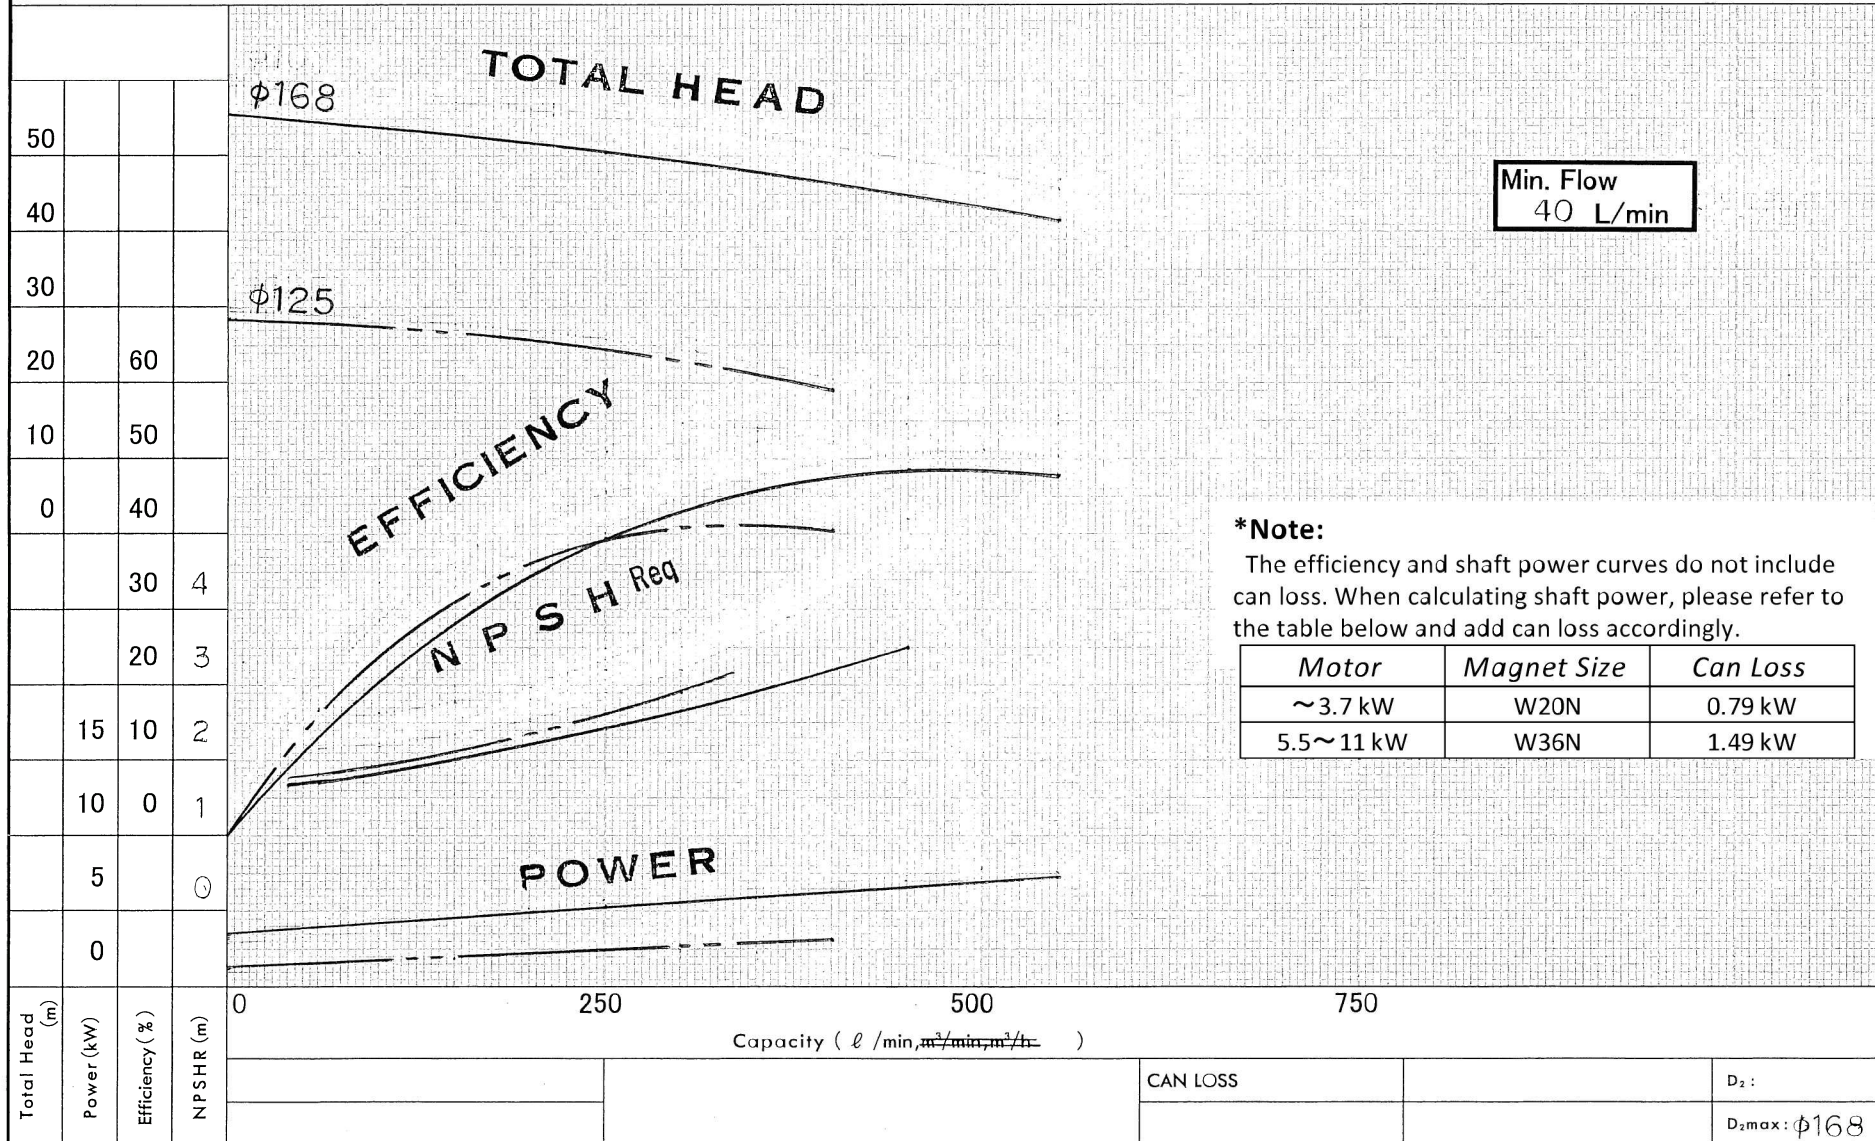 TOTAL HEAD
φ168
50
Min. Flow
40 L/min
40
30
φ125
20 60
EFFICIENCY
10 50
0 40
*Note:
The efficiency and shaft power curves do not include
can loss. When calculating shaft power, please refer to
the table below and add can loss accordingly.
Motor Magnet Size Can Loss
~3.7 kW W20N 0.79 kW
5.5~11 kW W36N 1.49 kW
NPSH Req
30 4
20 3
15 10 2
10 0 1
POWER
5 0
0
0 250 500 750
Total Head (m)
Power (kW)
Efficiency (%)
NPSHR (m)
Capacity ( ℓ /min,m³/min,m³/h )
CAN LOSS
D₂ :
D₂max: φ168